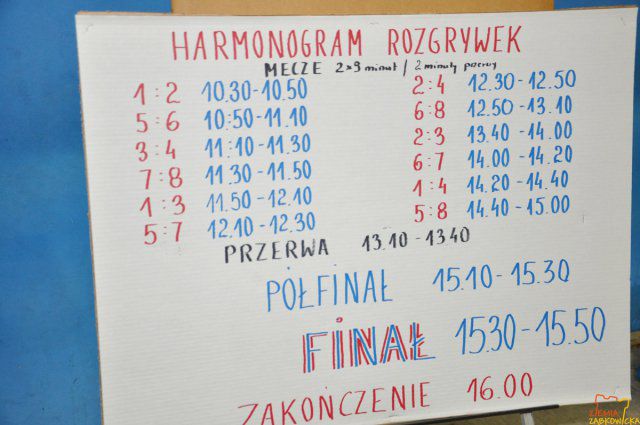 HARMONOGRAM ROZGRYWEK
MECZE 2x9 minut / 2 minuty przerwy
1:2 10.30-10.50
5:6 10:50-11.10
3:4 11:10-11.30
7:8 11.30-11.50
1:3 11.50-12.10
5:7 12.10-12.30
2:4 12.30-12.50
6:8 12.50-13.10
2:3 13.40-14.00
6:7 14.00-14.20
1:4 14.20-14.40
5:8 14.40-15.00
PRZERWA 13.10-1340
PÓŁFINAŁ 15.10-15.30
FINAŁ 1530-15.50
ZAKOŃCZENIE 16.00
ZIEMIA
ZĄBKOWICKA